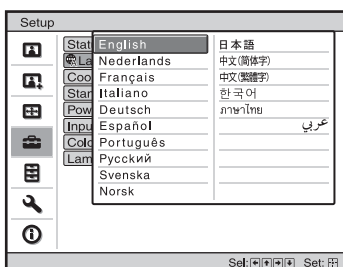 Setup
Stat
La
Coo
Star
Pow
Inpu
Colo
Lam
English
Nederlands
Français
Italiano
Deutsch
Español
Português
Русский
Svenska
Norsk
日本語
中文(简体字)
中文(繁體字)
한국어
ภาษาไทย
عربي
Sel: Set: